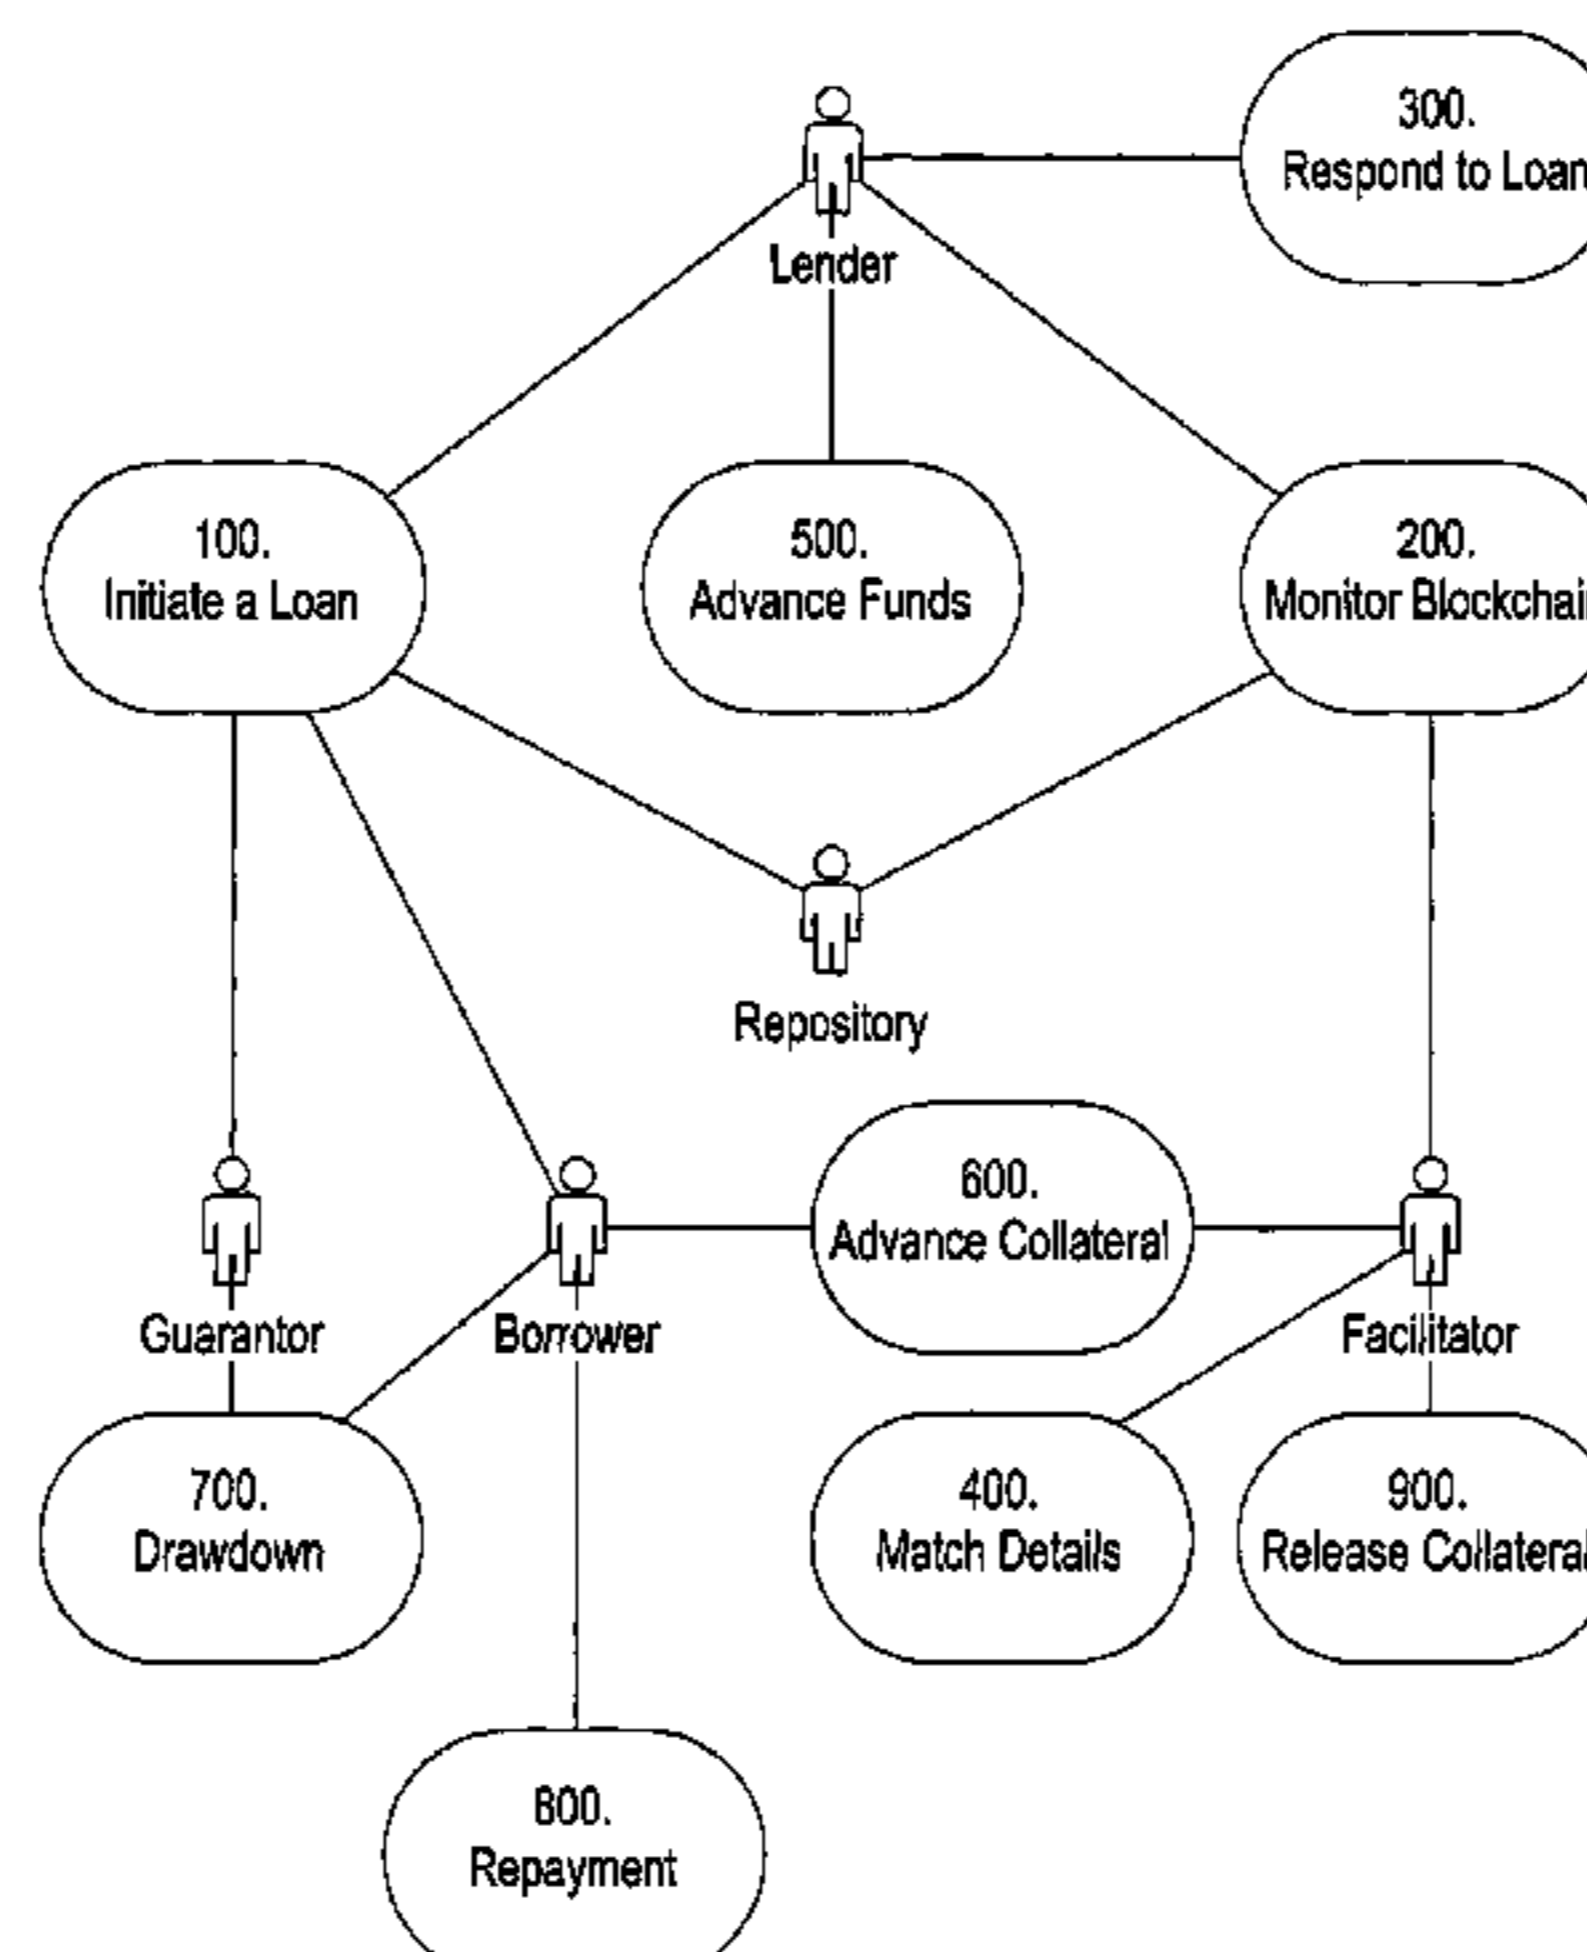 300.
Respond to Loan
Lender
100.
Initiate a Loan
500.
Advance Funds
200.
Monitor Blockchai
Repository
600.
Advance Collateral
Guarantor
Borrower
Facilitator
700.
Drawdown
400.
Match Details
900.
Release Collateral
800.
Repayment